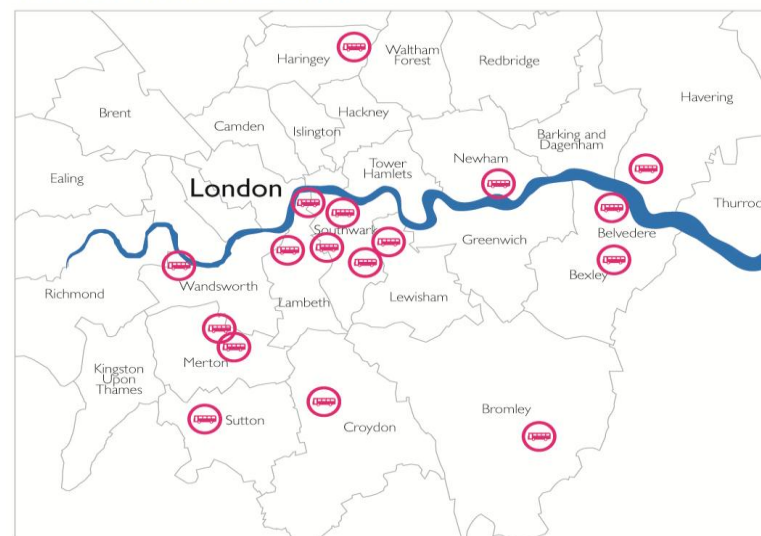 Haringey
Waltham
Forest
Redbridge
Havering
Brent
Camden
Islington
Hackney
Barking and
Dagenham
Ealing
London
Tower
Hamlets
Newham
Thurroc
Southwark
Belvedere
Greenwich
Richmond
Wandsworth
Lambeth
Lewisham
Bexley
Kingston
Upon
Thames
Merton
Sutton
Croydon
Bromley